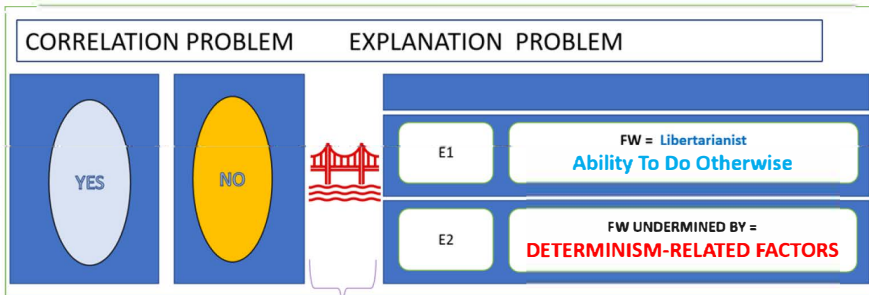 CORRELATION PROBLEM EXPLANATION PROBLEM
YES
NO
E1
FW = Libertarianist
Ability To Do Otherwise
E2
FW UNDERMINED BY =
DETERMINISM-RELATED FACTORS